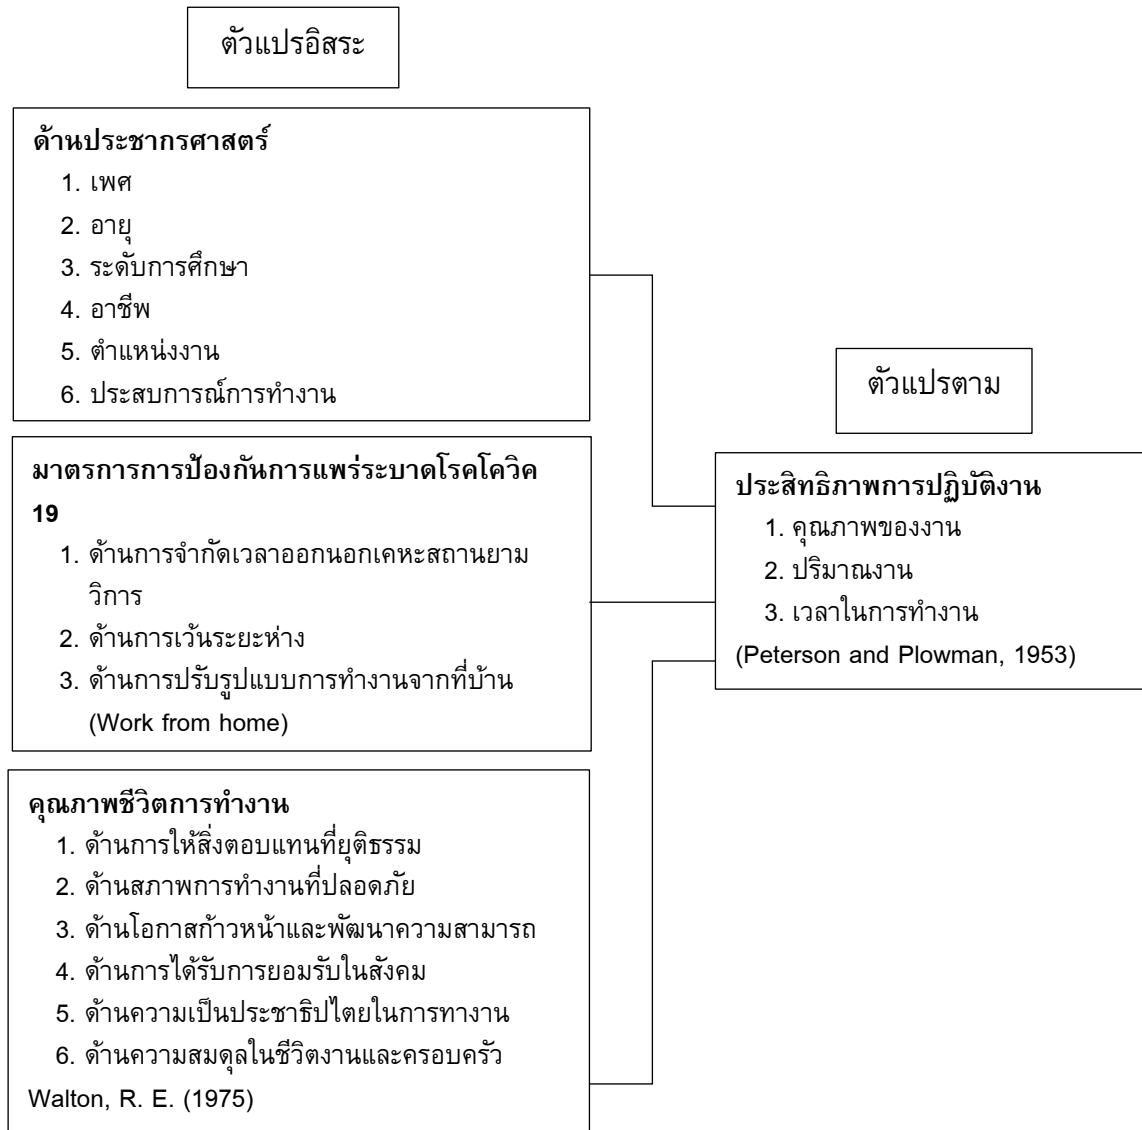 ตัวแปรอิสระ
ด้านประชากรศาสตร์
1. เพศ
2. อายุ
3. ระดับการศึกษา
4. อาชีพ
5. ตำแหน่งงาน
6. ประสบการณ์การทำงาน
มาตรการการป้องกันการแพร่ระบาดโรคโควิค
19
1. ด้านการจำกัดเวลาออกนอกเคหะสถานยาม
วิการ
2. ด้านการเว้นระยะห่าง
3. ด้านการปรับรูปแบบการทำงานจากที่บ้าน
(Work from home)
คุณภาพชีวิตการทำงาน
1. ด้านการให้สิ่งตอบแทนที่ยุติธรรม
2. ด้านสภาพการทำงานที่ปลอดภัย
3. ด้านโอกาสก้าวหน้าและพัฒนาความสามารถ
4. ด้านการได้รับการยอมรับในสังคม
5. ด้านความเป็นประชาธิปไตยในการทางาน
6. ด้านความสมดุลในชีวิตงานและครอบครัว
Walton, R. E. (1975)
ตัวแปรตาม
ประสิทธิภาพการปฏิบัติงาน
1. คุณภาพของงาน
2. ปริมาณงาน
3. เวลาในการทำงาน
(Peterson and Plowman, 1953)